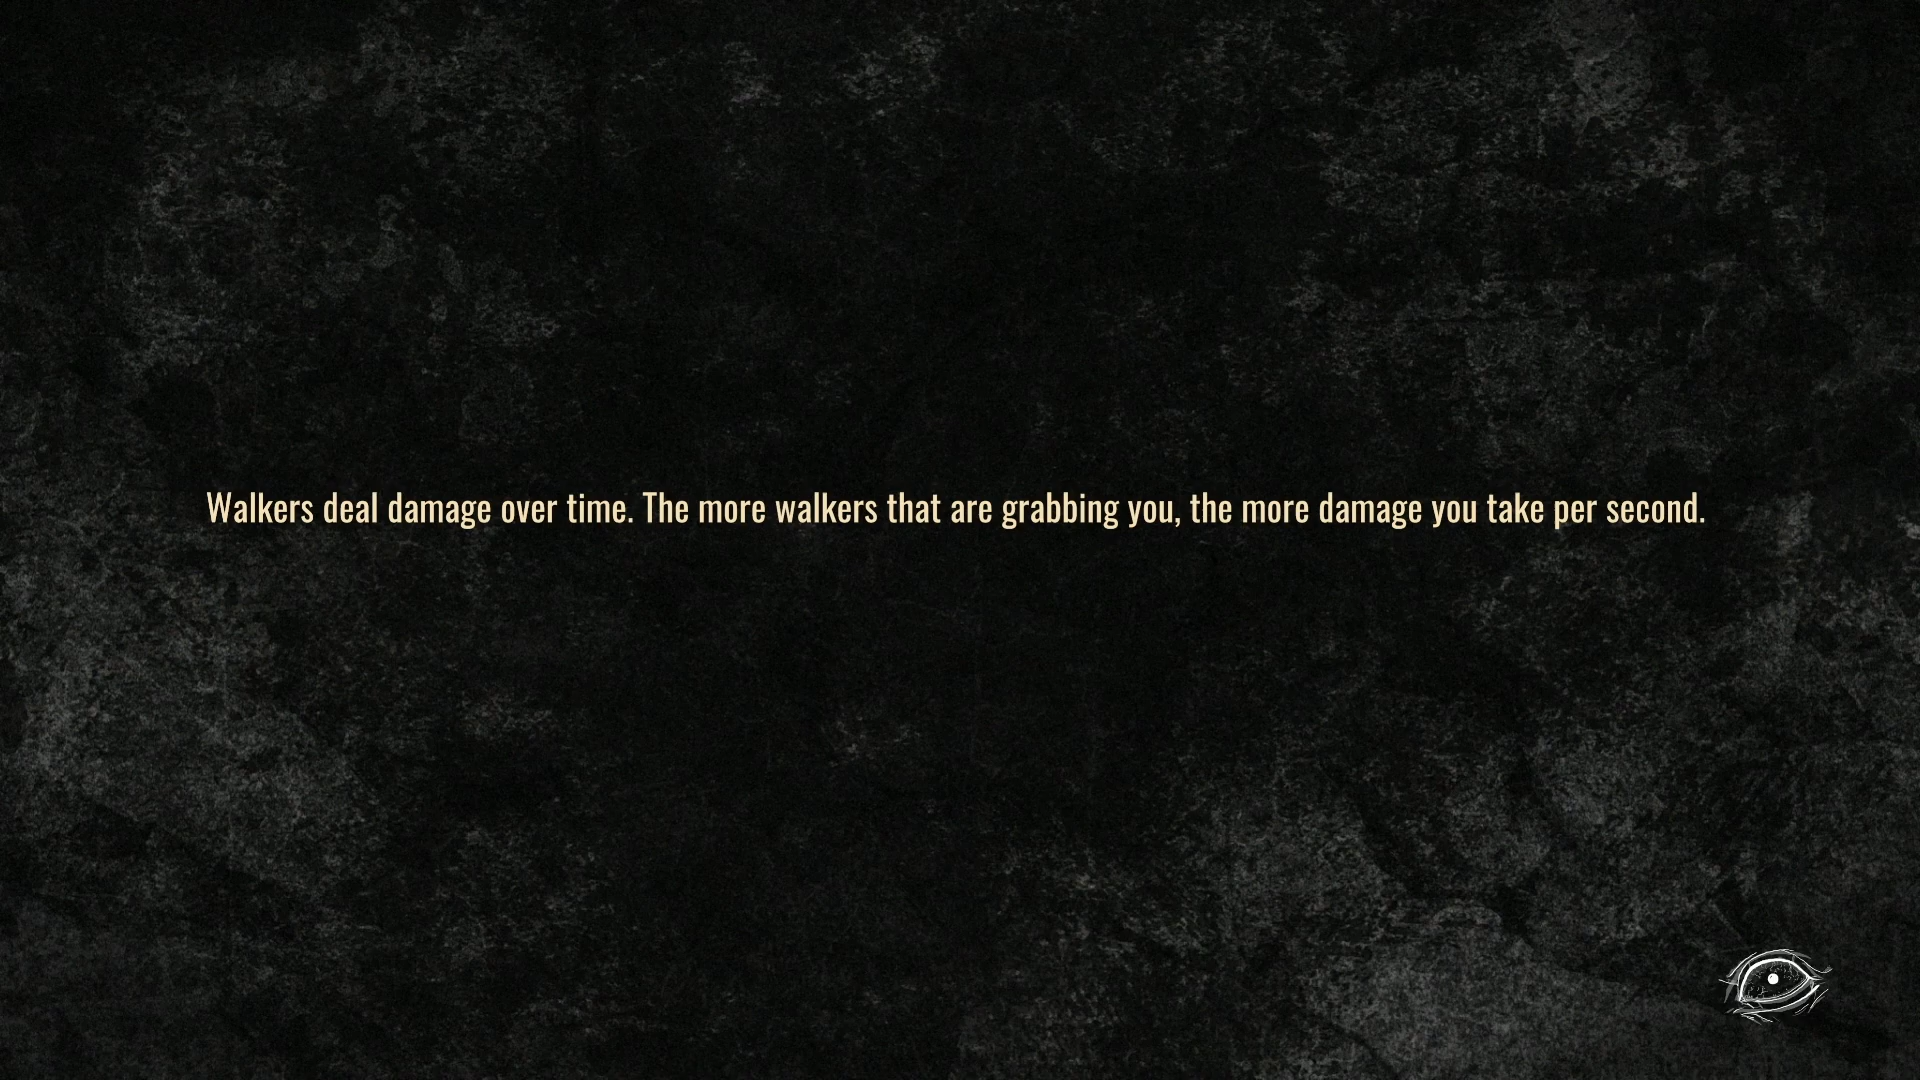 Walkers deal damage over time. The more walkers that are grabbing you, the more damage you take per second.